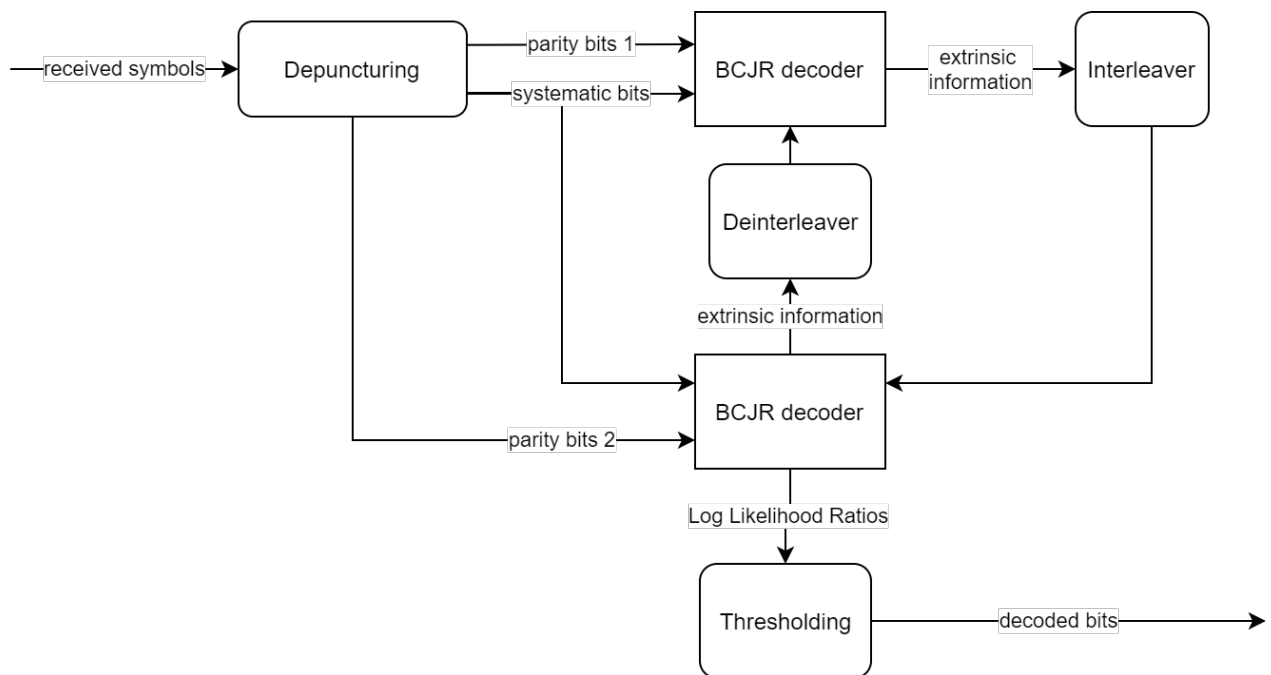 received symbols
Depuncturing
parity bits 1
systematic bits
BCJR decoder
extrinsic
information
Interleaver
Deinterleaver
extrinsic information
BCJR decoder
parity bits 2
Log Likelihood Ratios
Thresholding
decoded bits